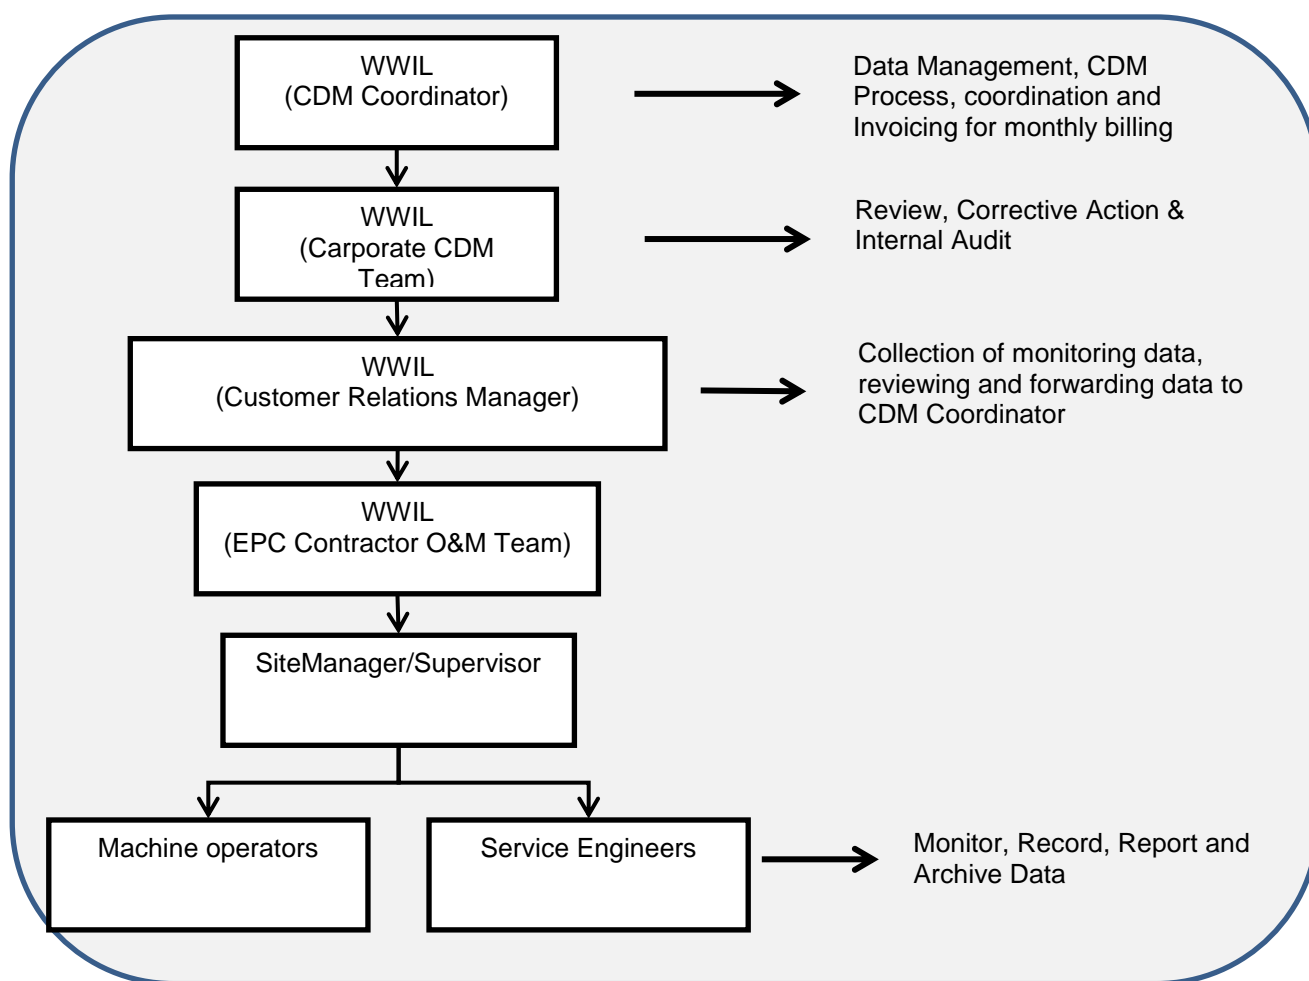 WWIL
(CDM Coordinator)
Data Management, CDM
Process, coordination and
Invoicing for monthly billing
WWIL
(Carporate CDM
Team)
Review, Corrective Action &
Internal Audit
WWIL
(Customer Relations Manager)
Collection of monitoring data,
reviewing and forwarding data to
CDM Coordinator
WWIL
(EPC Contractor O&M Team)
SiteManager/Supervisor
Machine operators
Service Engineers
Monitor, Record, Report and
Archive Data